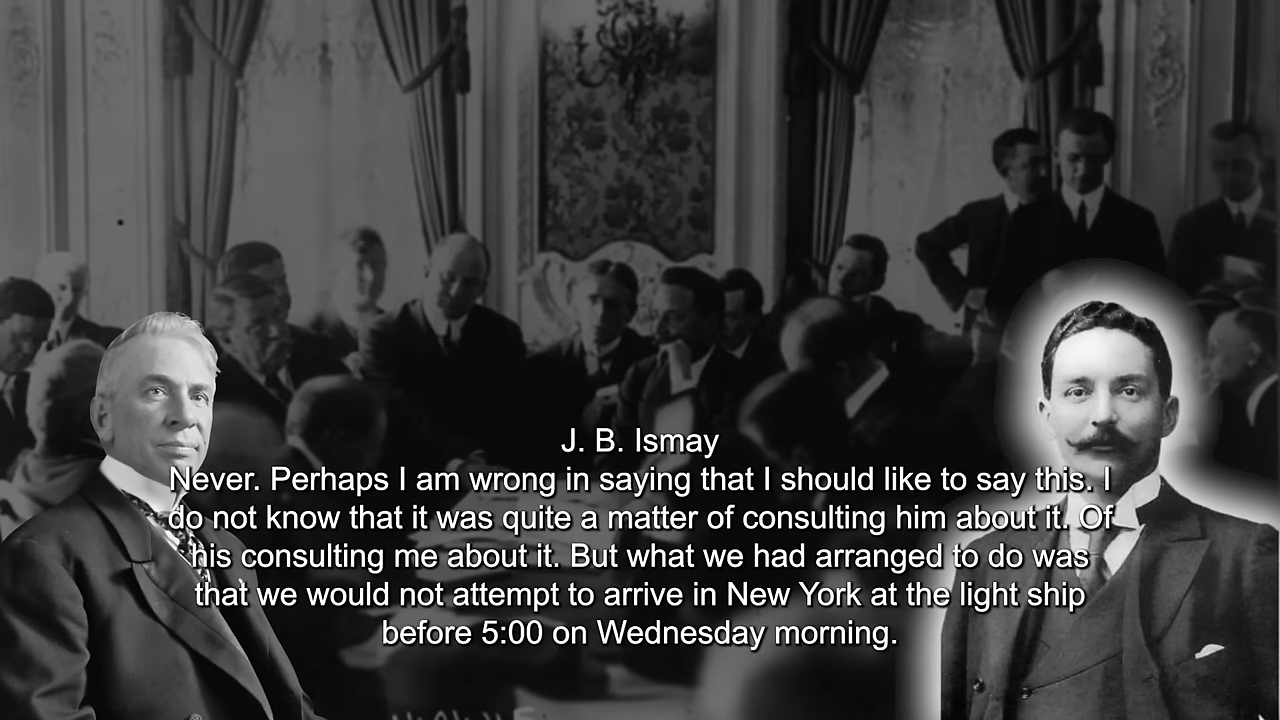 J. B. Ismay
Never. Perhaps I am wrong in saying that I should like to say this. I
do not know that it was quite a matter of consulting him about it. Of
his consulting me about it. But what we had arranged to do was
that we would not attempt to arrive in New York at the light ship
before 5:00 on Wednesday morning.